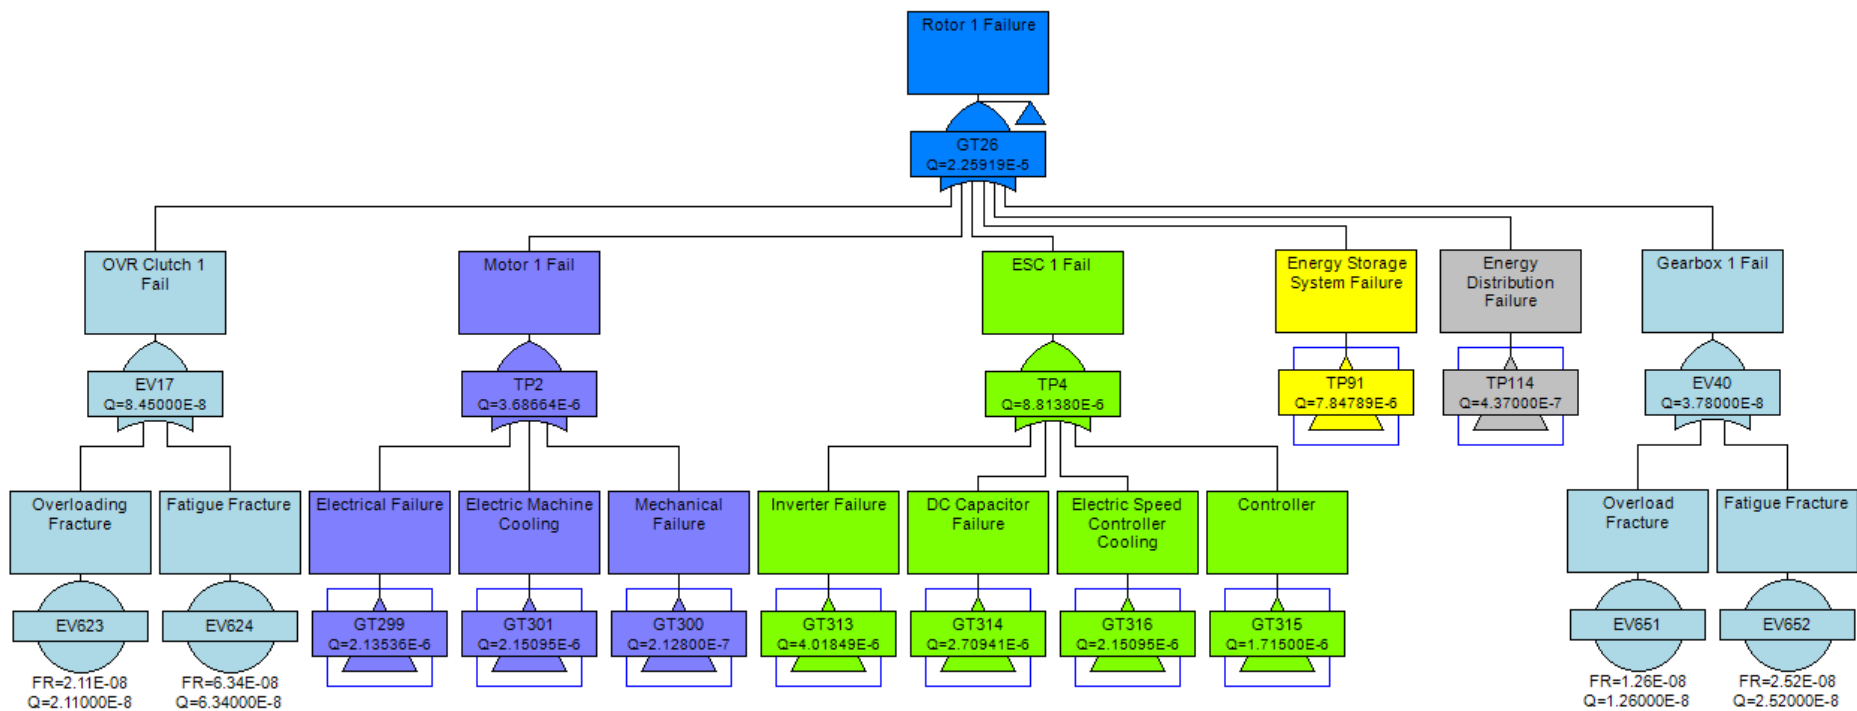 Rotor 1 Failure
GT26
Q=2.25919E-5
OVR Clutch 1
Fail
EV17
Q=8.45000E-8
Motor 1 Fail
TP2
Q=3.68664E-6
ESC 1 Fail
TP4
Q=8.81380E-6
Energy Storage
System Failure
TP91
Q=7.84789E-6
Energy
Distribution
Failure
TP114
Q=4.37000E-7
Gearbox 1 Fail
EV40
Q=3.78000E-8
Overloading
Fracture
EV623
FR=2.11E-08
Q=2.11000E-8
Fatigue Fracture
EV624
FR=6.34E-08
Q=6.34000E-8
Electrical Failure
GT299
Q=2.13536E-6
Electric Machine
Cooling
GT301
Q=2.15095E-6
Mechanical
Failure
GT300
Q=2.12800E-7
Inverter Failure
GT313
Q=4.01849E-6
DC Capacitor
Failure
GT314
Q=2.70941E-6
Electric Speed
Controller
Cooling
GT316
Q=2.15095E-6
Controller
GT315
Q=1.71500E-6
Overload
Fracture
EV651
FR=1.26E-08
Q=1.26000E-8
Fatigue Fracture
EV652
FR=2.52E-08
Q=2.52000E-8